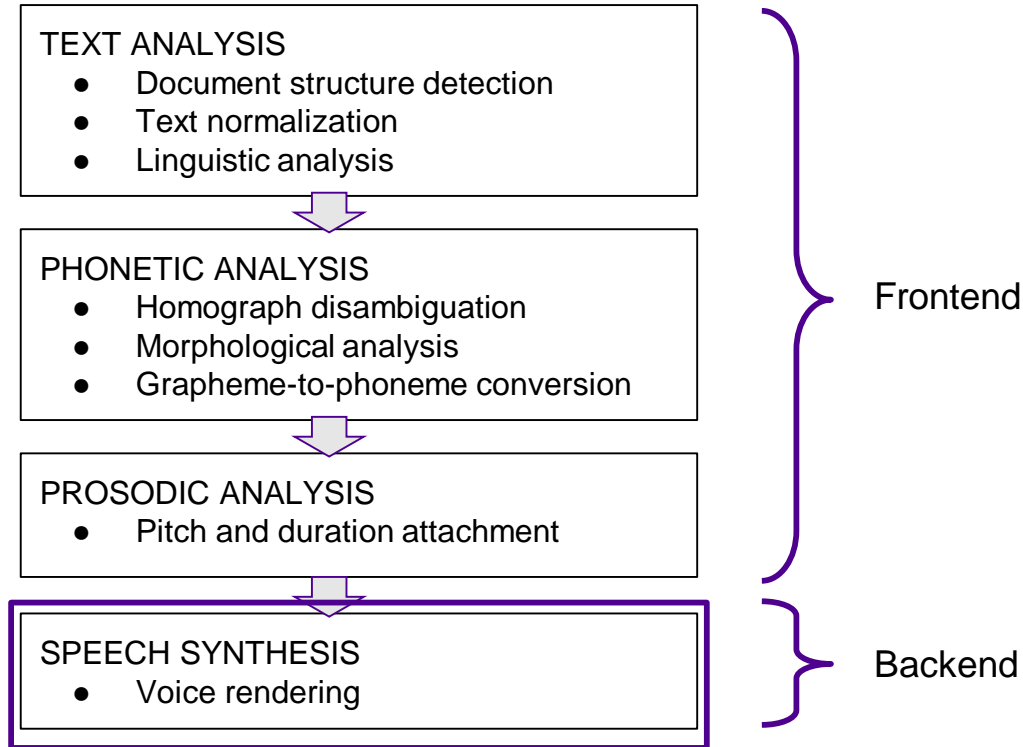 TEXT ANALYSIS
● Document structure detection
● Text normalization
● Linguistic analysis
PHONETIC ANALYSIS
● Homograph disambiguation
● Morphological analysis
● Grapheme-to-phoneme conversion
Frontend
PROSODIC ANALYSIS
● Pitch and duration attachment
SPEECH SYNTHESIS
● Voice rendering
Backend